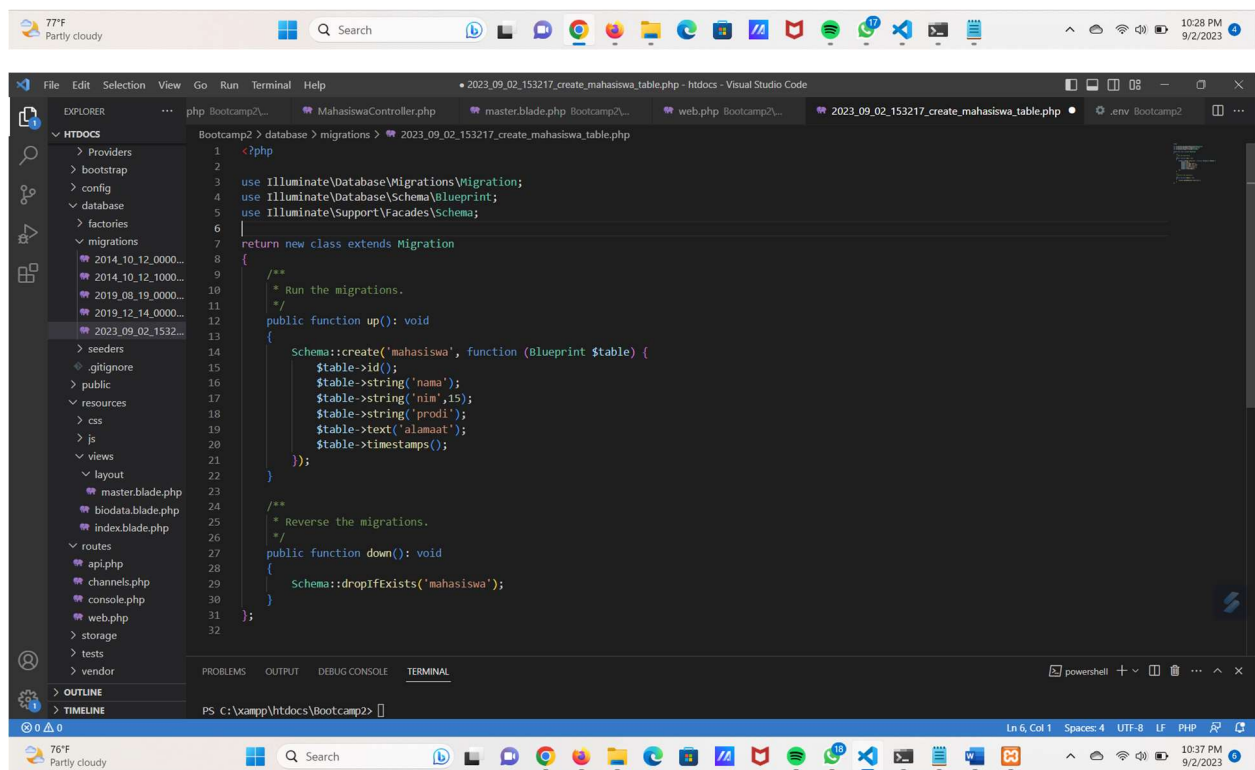 77°F
Partly cloudy
Search
17
10:28 PM
9/2/2023
4
File Edit Selection View Go Run Terminal Help
● 2023_09_02_153217_create_mahasiswa_table.php - htdocs - Visual Studio Code
EXPLORER ...
php Bootcamp2\... MahasiswaController.php master.blade.php Bootcamp2\... web.php Bootcamp2\... 2023_09_02_153217_create_mahasiswa_table.php ● .env Bootcamp2
Bootcamp2 > database > migrations > 2023_09_02_153217_create_mahasiswa_table.php
HTDOCS
> Providers
> bootstrap
> config
database
> factories
migrations
2014_10_12_0000...
2014_10_12_1000...
2019_08_19_0000...
2019_12_14_0000...
2023_09_02_1532...
> seeders
.gitignore
> public
resources
> css
> js
views
layout
master.blade.php
biodata.blade.php
index.blade.php
routes
api.php
channels.php
console.php
web.php
> storage
> tests
> vendor
> OUTLINE
> TIMELINE
1 <?php
2
3 use Illuminate\Database\Migrations\Migration;
4 use Illuminate\Database\Schema\Blueprint;
5 use Illuminate\Support\Facades\Schema;
6
7 return new class extends Migration
8 {
9 /**
10 * Run the migrations.
11 */
12 public function up(): void
13 {
14 Schema::create('mahasiswa', function (Blueprint $table) {
15 $table->id();
16 $table->string('nama');
17 $table->string('nim',15);
18 $table->string('prodi');
19 $table->text('alamaat');
20 $table->timestamps();
21 });
22 }
23
24 /**
25 * Reverse the migrations.
26 */
27 public function down(): void
28 {
29 Schema::dropIfExists('mahasiswa');
30 }
31 };
32
PROBLEMS OUTPUT DEBUG CONSOLE TERMINAL
powershell
PS C:\xampp\htdocs\Bootcamp2>
0 0
Ln 6, Col 1 Spaces: 4 UTF-8 LF PHP
76°F
Partly cloudy
Search
18
10:37 PM
9/2/2023
6